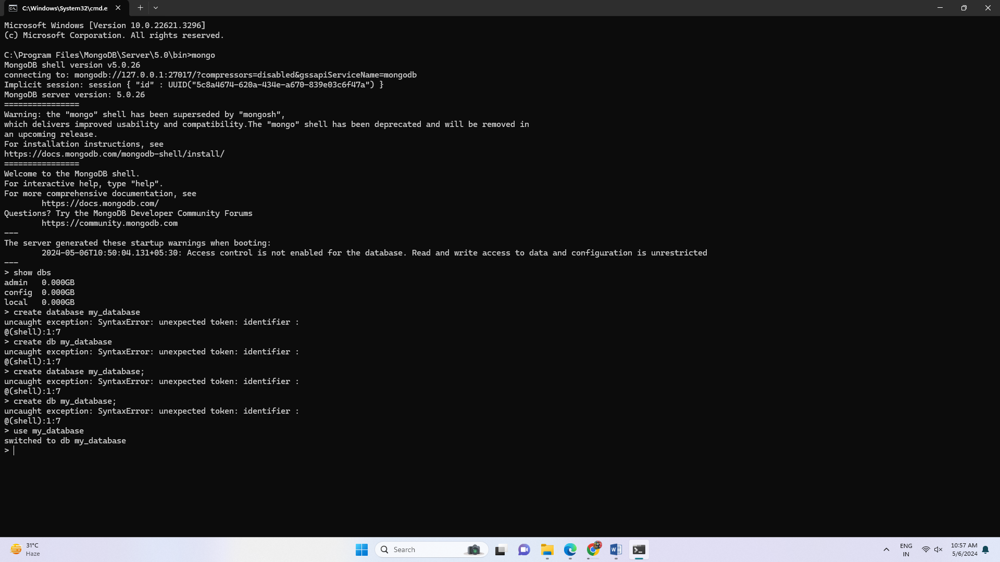 C:\Windows\System32\cmd.e
Microsoft Windows [Version 10.0.22621.3296]
(c) Microsoft Corporation. All rights reserved.
C:\Program Files\MongoDB\Server\5.0\bin>mongo
MongoDB shell version v5.0.26
connecting to: mongodb://127.0.0.1:27017/?compressors=disabled&gssapiServiceName=mongodb
Implicit session: session { "id" : UUID("5c8a4674-620a-434e-a670-839e03c6f47a") }
MongoDB server version: 5.0.26
================
Warning: the "mongo" shell has been superseded by "mongosh",
which delivers improved usability and compatibility.The "mongo" shell has been deprecated and will be removed in
an upcoming release.
For installation instructions, see
https://docs.mongodb.com/mongodb-shell/install/
================
Welcome to the MongoDB shell.
For interactive help, type "help".
For more comprehensive documentation, see
https://docs.mongodb.com/
Questions? Try the MongoDB Developer Community Forums
https://community.mongodb.com
---
The server generated these startup warnings when booting:
2024-05-06T10:50:04.131+05:30: Access control is not enabled for the database. Read and write access to data and configuration is unrestricted
---
> show dbs
admin   0.000GB
config  0.000GB
local   0.000GB
> create database my_database
uncaught exception: SyntaxError: unexpected token: identifier :
@(shell):1:7
> create db my_database
uncaught exception: SyntaxError: unexpected token: identifier :
@(shell):1:7
> create database my_database;
uncaught exception: SyntaxError: unexpected token: identifier :
@(shell):1:7
> create db my_database;
uncaught exception: SyntaxError: unexpected token: identifier :
@(shell):1:7
> use my_database
switched to db my_database
>
31°C
Haze
Search
ENG
IN
10:57 AM
5/6/2024